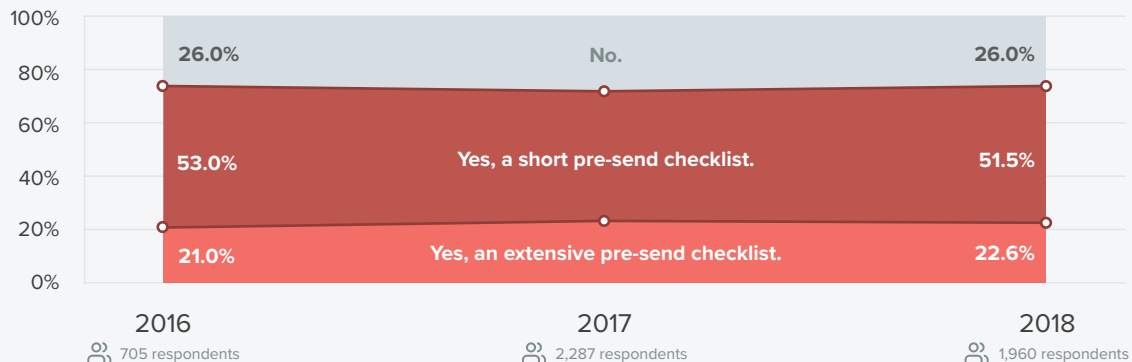 100%
26.0% No. 26.0%
80%
60%
53.0% Yes, a short pre-send checklist. 51.5%
40%
20%
21.0% Yes, an extensive pre-send checklist. 22.6%
0%
2016 2017 2018
705 respondents 2,287 respondents 1,960 respondents